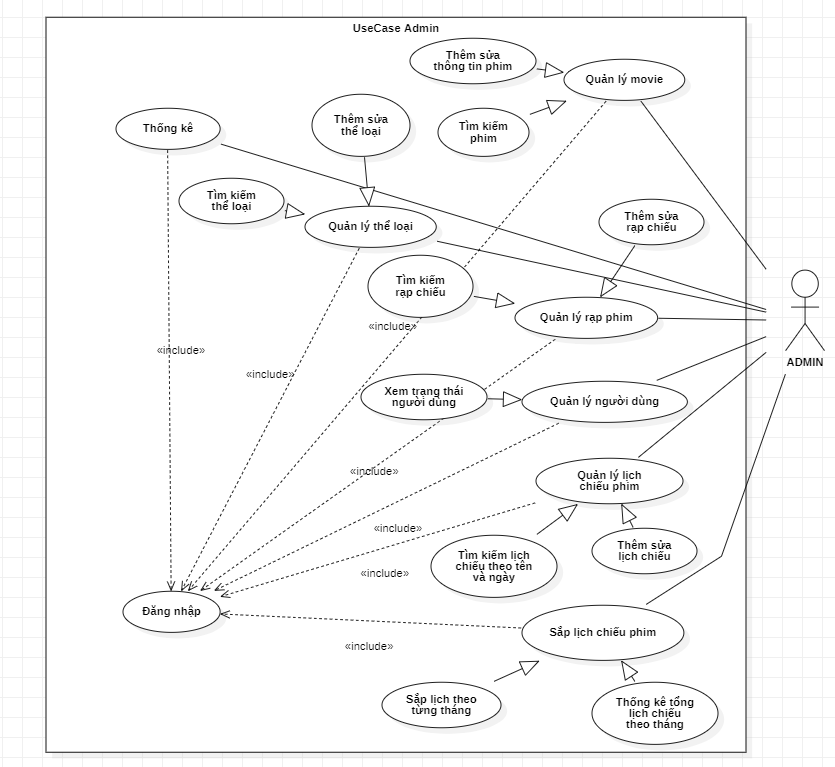 UseCase Admin
Thêm sửa
thông tin phim
Quản lý movie
Thống kê
Thêm sửa
thể loại
Tìm kiếm
phim
Tìm kiếm
thể loại
Quản lý thể loại
Thêm sửa
rạp chiếu
Tìm kiếm
rạp chiếu
Quản lý rạp phim
ADMIN
«include»
«include»
«include»
Xem trạng thái
người dùng
Quản lý người dùng
«include»
Quản lý lịch
chiếu phim
«include»
Tìm kiếm lịch
chiếu theo tên
và ngày
Thêm sửa
lịch chiếu
«include»
Đăng nhập
Sắp lịch chiếu phim
«include»
Sắp lịch theo
từng tháng
Thống kê tổng
lịch chiếu
theo tháng